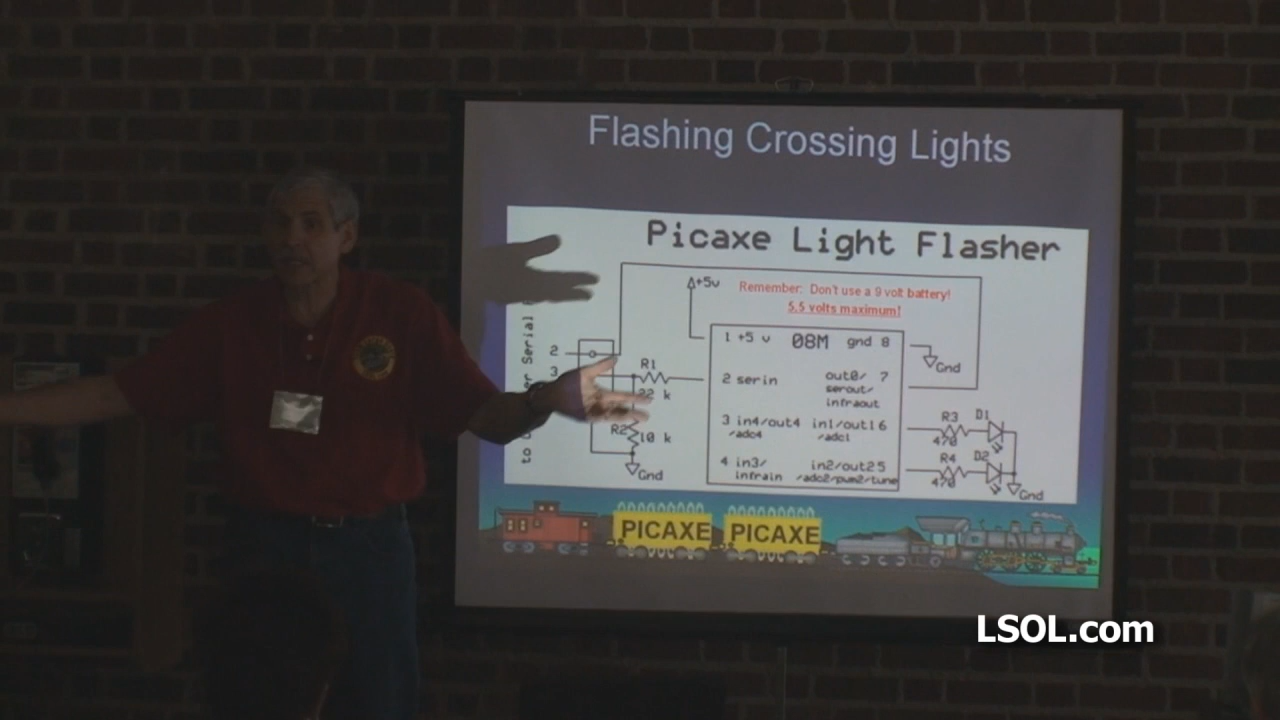 Flashing Crossing Lights
Picaxe Light Flasher
+5v
Remember: Don't use a 9 volt battery!
5.5 volts maximum!
1 +5 v 08M gnd 8
Gnd
2
3
R1
22 k
2 serin
out0/ 7
serout/
infraout
R2
10 k
Gnd
3 in4/out4
/adc4
in1/out1 6
/adc1
4 in3/
infrain
in2/out2 5
/adc2/pwm2/tune
R3
470
D1
R4
470
D2
Gnd
to
Serial
PICAXE PICAXE
LSOL.com